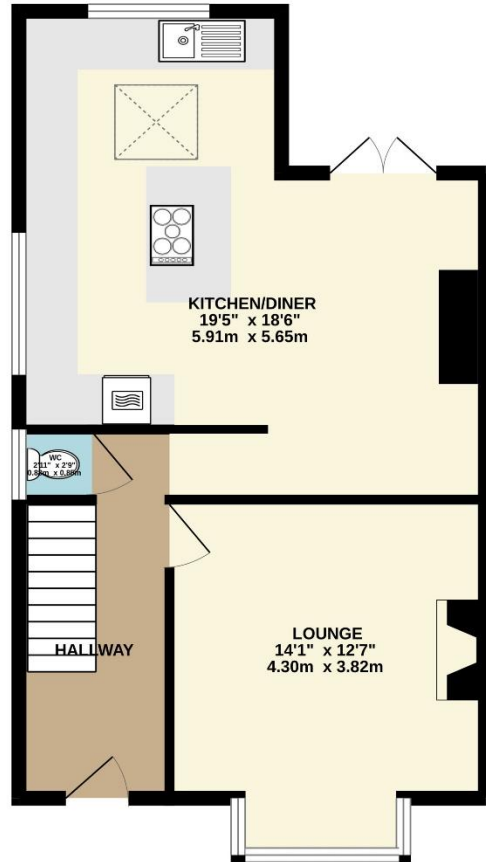 KITCHEN/DINER
19'5" x 18'6"
5.91m x 5.65m
WC
2'11" x 2'9"
HALLWAY
LOUNGE
14'1" x 12'7"
4.30m x 3.82m